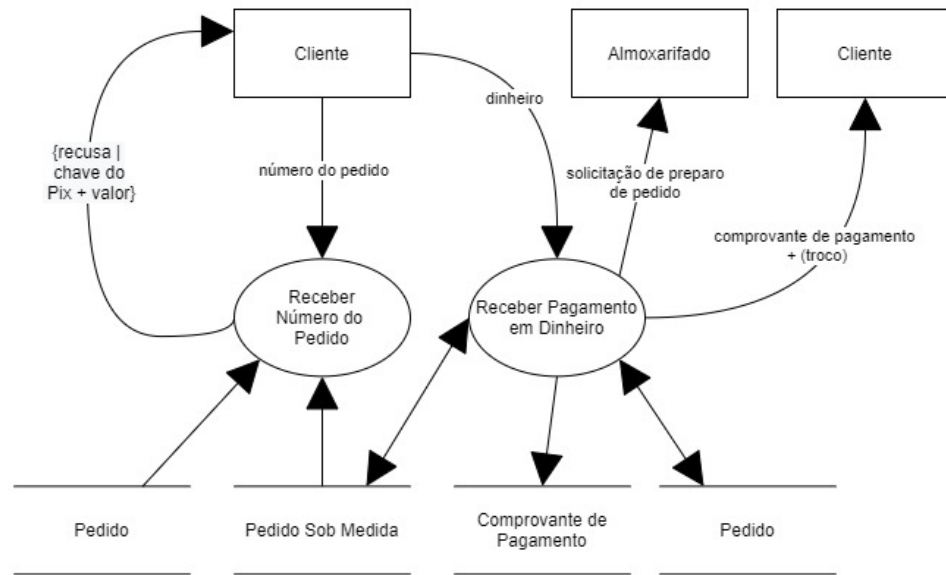 Cliente
Almoxarifado
Cliente
dinheiro
{recusa |
chave do
Pix + valor}
número do pedido
solicitação de preparo
de pedido
comprovante de pagamento
+ (troco)
Receber
Número do
Pedido
Receber Pagamento
em Dinheiro
Pedido
Pedido Sob Medida
Comprovante de
Pagamento
Pedido